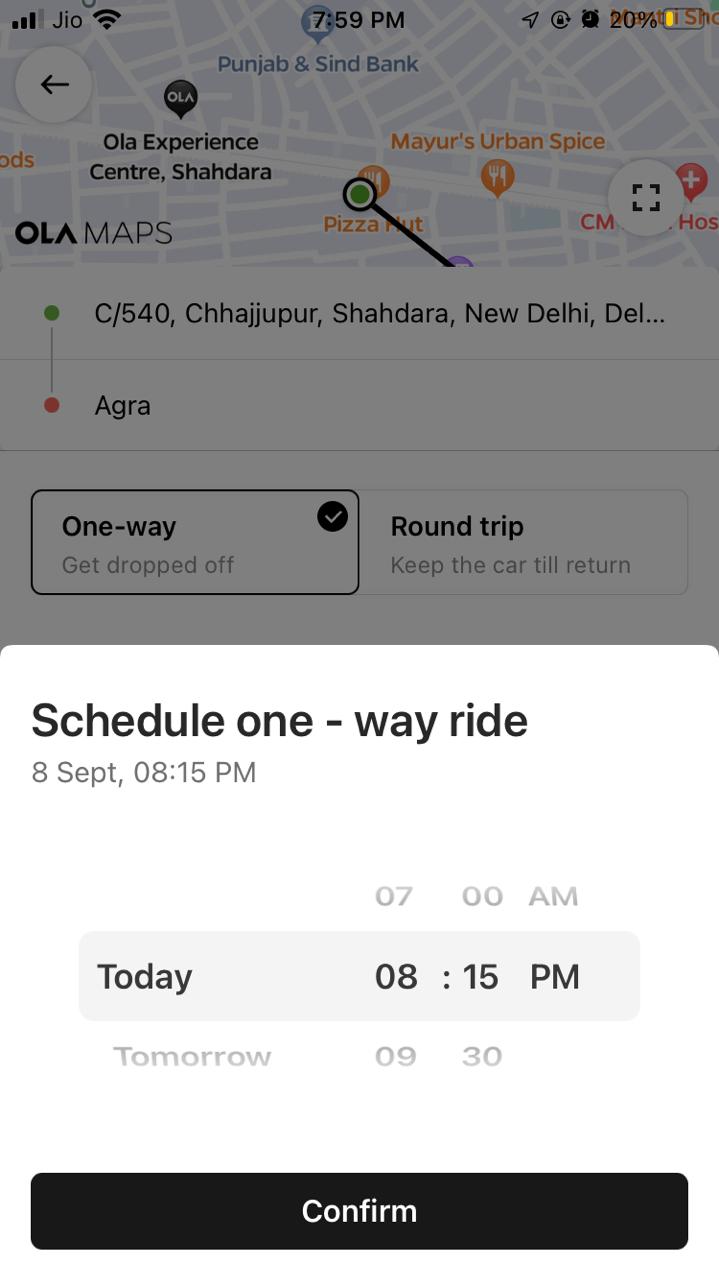 Jio
7:59 PM
20%
Punjab & Sind Bank
OLA
Ola Experience
Centre, Shahdara
Mayur's Urban Spice
ods
Pizza Hut
CM
Hos
OLA MAPS
C/540, Chhajjupur, Shahdara, New Delhi, Del...
Agra
One-way
Get dropped off
Round trip
Keep the car till return
Schedule one - way ride
8 Sept, 08:15 PM
07 00 AM
Today 08 : 15 PM
Tomorrow 09 30
Confirm